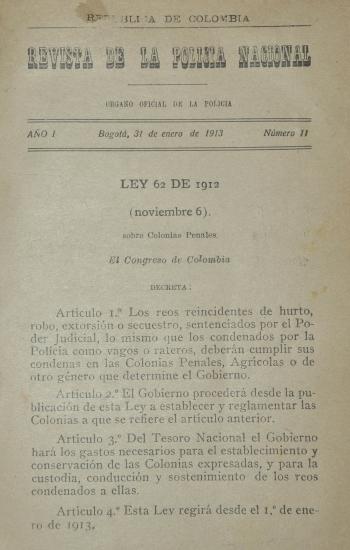 REPUBLICA DE COLOMBIA
REVISTA DE LA POLICIA NACIONAL
ORGANO OFICIAL DE LA POLICIA
AÑO I Bogotá, 31 de enero de 1913 Número 11
LEY 62 DE 1912
(noviembre 6).
sobre Colonias Penales.
El Congreso de Colombia
DECRETA:
Artículo 1.º Los reos reincidentes de hurto,
robo, extorsión o secuestro, sentenciados por el Po-
der Judicial, lo mismo que los condenados por la
Policía como vagos o rateros, deberán cumplir sus
condenas en las Colonias Penales, Agrícolas o de
otro género que determine el Gobierno.
Artículo 2.º El Gobierno procederá desde la pu-
blicación de esta Ley a establecer y reglamentar las
Colonias a que se refiere el artículo anterior.
Artículo 3.º Del Tesoro Nacional el Gobierno
hará los gastos necesarios para el establecimiento y
conservación de las Colonias expresadas, y para la
custodia, conducción y sostenimiento de los reos
condenados a ellas.
Artículo 4.º Esta Ley regirá desde el 1.º de ene-
ro de 1913.